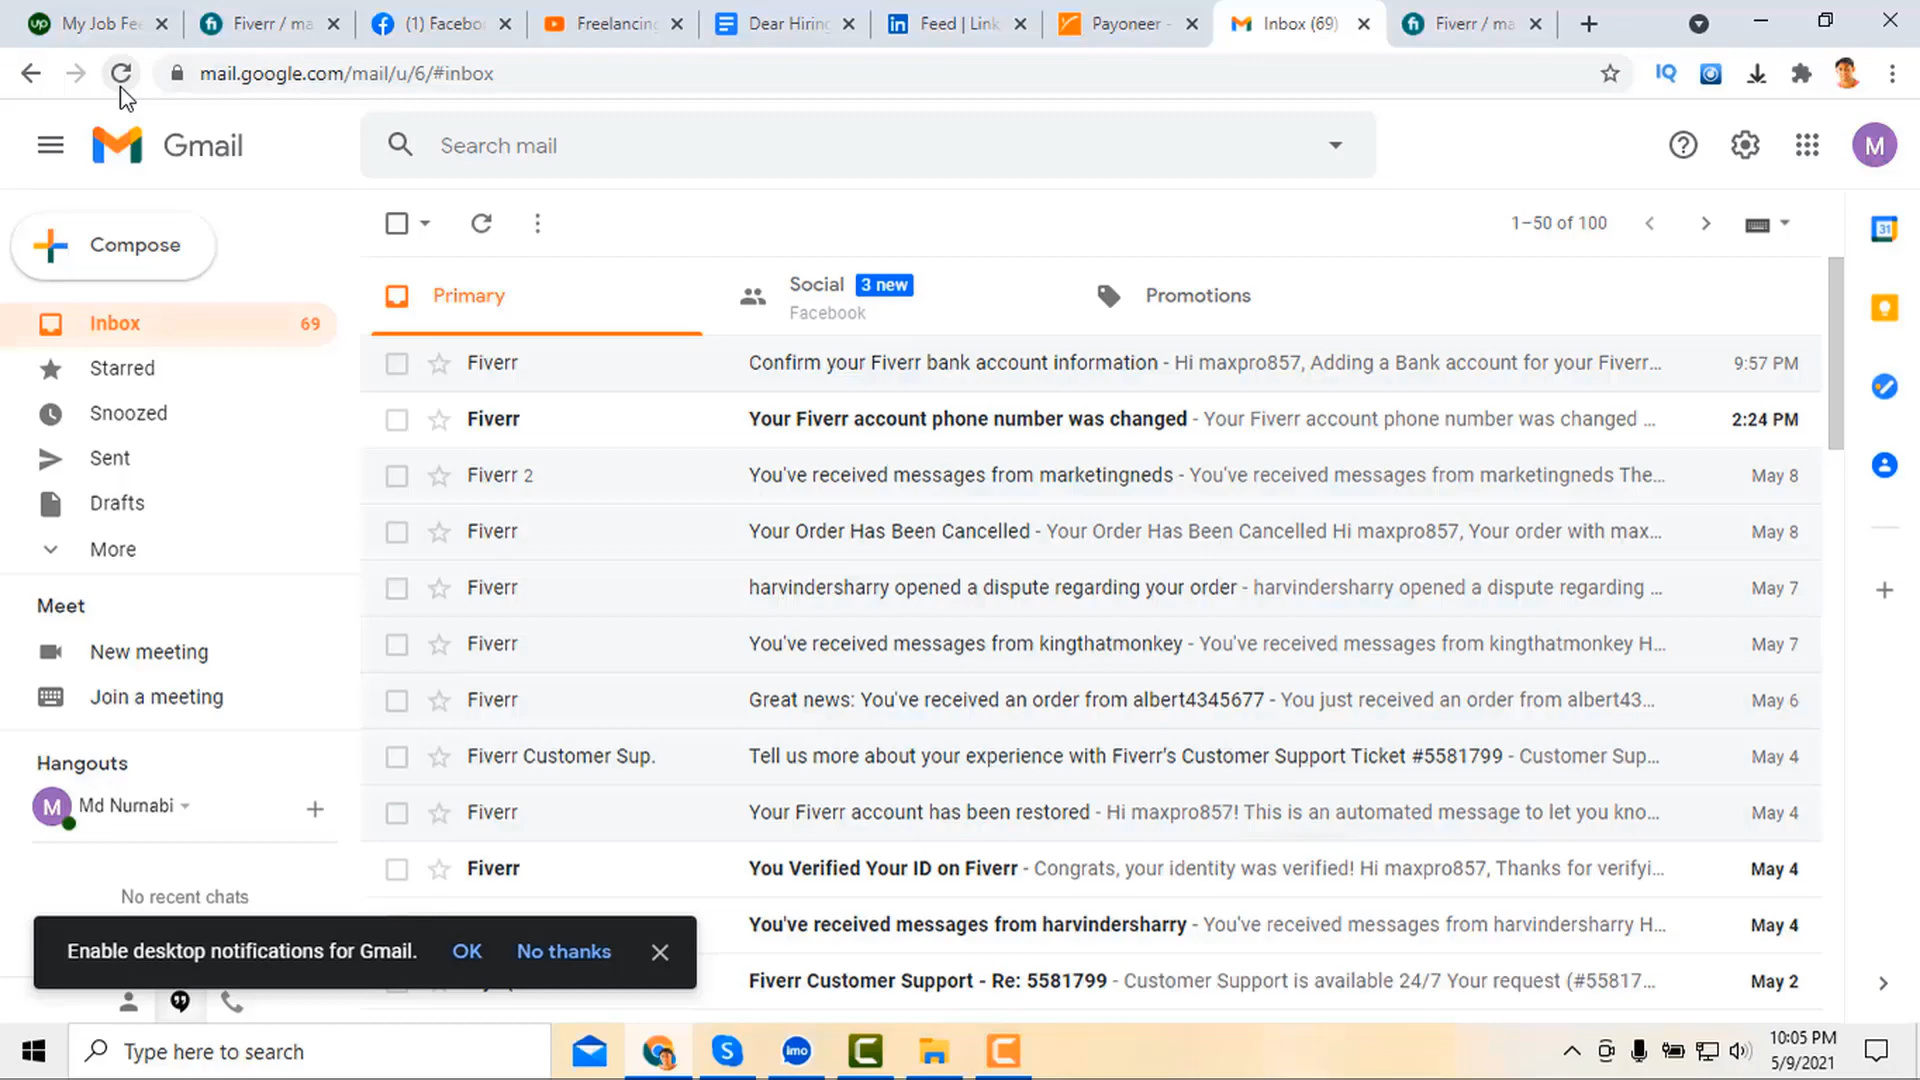 My Job Fee
Fiverr / ma
(1) Facebo
Freelancing
Dear Hiring
Feed | Link
Payoneer -
Inbox (69)
Fiverr / ma
mail.google.com/mail/u/6/#inbox
Gmail
Search mail
M
Compose
1–50 of 100
Primary
Social 3 new
Facebook
Promotions
Inbox 69
Starred
Snoozed
Sent
Drafts
More
Meet
New meeting
Join a meeting
Hangouts
M Md Nurnabi
No recent chats
Fiverr Confirm your Fiverr bank account information - Hi maxpro857, Adding a Bank account for your Fiverr... 9:57 PM
Fiverr Your Fiverr account phone number was changed - Your Fiverr account phone number was changed ... 2:24 PM
Fiverr 2 You've received messages from marketingneds - You've received messages from marketingneds The... May 8
Fiverr Your Order Has Been Cancelled - Your Order Has Been Cancelled Hi maxpro857, Your order with max... May 8
Fiverr harvindersharry opened a dispute regarding your order - harvindersharry opened a dispute regarding ... May 7
Fiverr You've received messages from kingthatmonkey - You've received messages from kingthatmonkey H... May 7
Fiverr Great news: You've received an order from albert4345677 - You just received an order from albert43... May 6
Fiverr Customer Sup. Tell us more about your experience with Fiverr's Customer Support Ticket #5581799 - Customer Sup... May 4
Fiverr Your Fiverr account has been restored - Hi maxpro857! This is an automated message to let you kno... May 4
Fiverr You Verified Your ID on Fiverr - Congrats, your identity was verified! Hi maxpro857, Thanks for verifyi... May 4
You've received messages from harvindersharry - You've received messages from harvindersharry H... May 4
Fiverr Customer Support - Re: 5581799 - Customer Support is available 24/7 Your request (#55817... May 2
Enable desktop notifications for Gmail. OK No thanks
Type here to search
imo
10:05 PM
5/9/2021